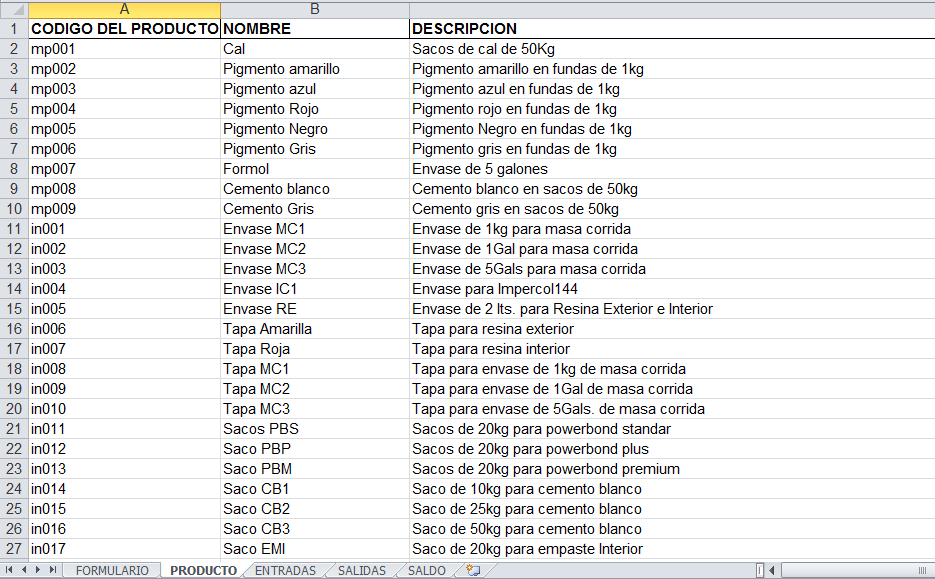 A B
1 CODIGO DEL PRODUCTO NOMBRE DESCRIPCION
2 mp001 Cal Sacos de cal de 50Kg
3 mp002 Pigmento amarillo Pigmento amarillo en fundas de 1kg
4 mp003 Pigmento azul Pigmento azul en fundas de 1kg
5 mp004 Pigmento Rojo Pigmento rojo en fundas de 1kg
6 mp005 Pigmento Negro Pigmento Negro en fundas de 1kg
7 mp006 Pigmento Gris Pigmento gris en fundas de 1kg
8 mp007 Formol Envase de 5 galones
9 mp008 Cemento blanco Cemento blanco en sacos de 50kg
10 mp009 Cemento Gris Cemento gris en sacos de 50kg
11 in001 Envase MC1 Envase de 1kg para masa corrida
12 in002 Envase MC2 Envase de 1Gal para masa corrida
13 in003 Envase MC3 Envase de 5Gals para masa corrida
14 in004 Envase IC1 Envase para Impercol144
15 in005 Envase RE Envase de 2 lts. para Resina Exterior e Interior
16 in006 Tapa Amarilla Tapa para resina exterior
17 in007 Tapa Roja Tapa para resina interior
18 in008 Tapa MC1 Tapa para envase de 1kg de masa corrida
19 in009 Tapa MC2 Tapa para envase de 1Gal de masa corrida
20 in010 Tapa MC3 Tapa para envase de 5Gals. de masa corrida
21 in011 Sacos PBS Sacos de 20kg para powerbond standar
22 in012 Saco PBP Sacos de 20kg para powerbond plus
23 in013 Saco PBM Sacos de 20kg para powerbond premium
24 in014 Saco CB1 Saco de 10kg para cemento blanco
25 in015 Saco CB2 Saco de 25kg para cemento blanco
26 in016 Saco CB3 Saco de 50kg para cemento blanco
27 in017 Saco EMI Saco de 20kg para empaste Interior
FORMULARIO PRODUCTO ENTRADAS SALIDAS SALDO